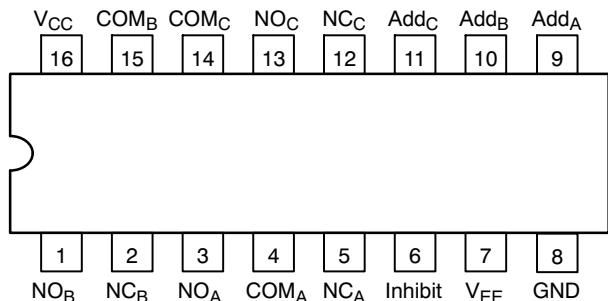 VCC COMB COMC NOC NCC AddC AddB AddA
16 15 14 13 12 11 10 9
1 2 3 4 5 6 7 8
NOB NCB NOA COMA NCA Inhibit VEE GND